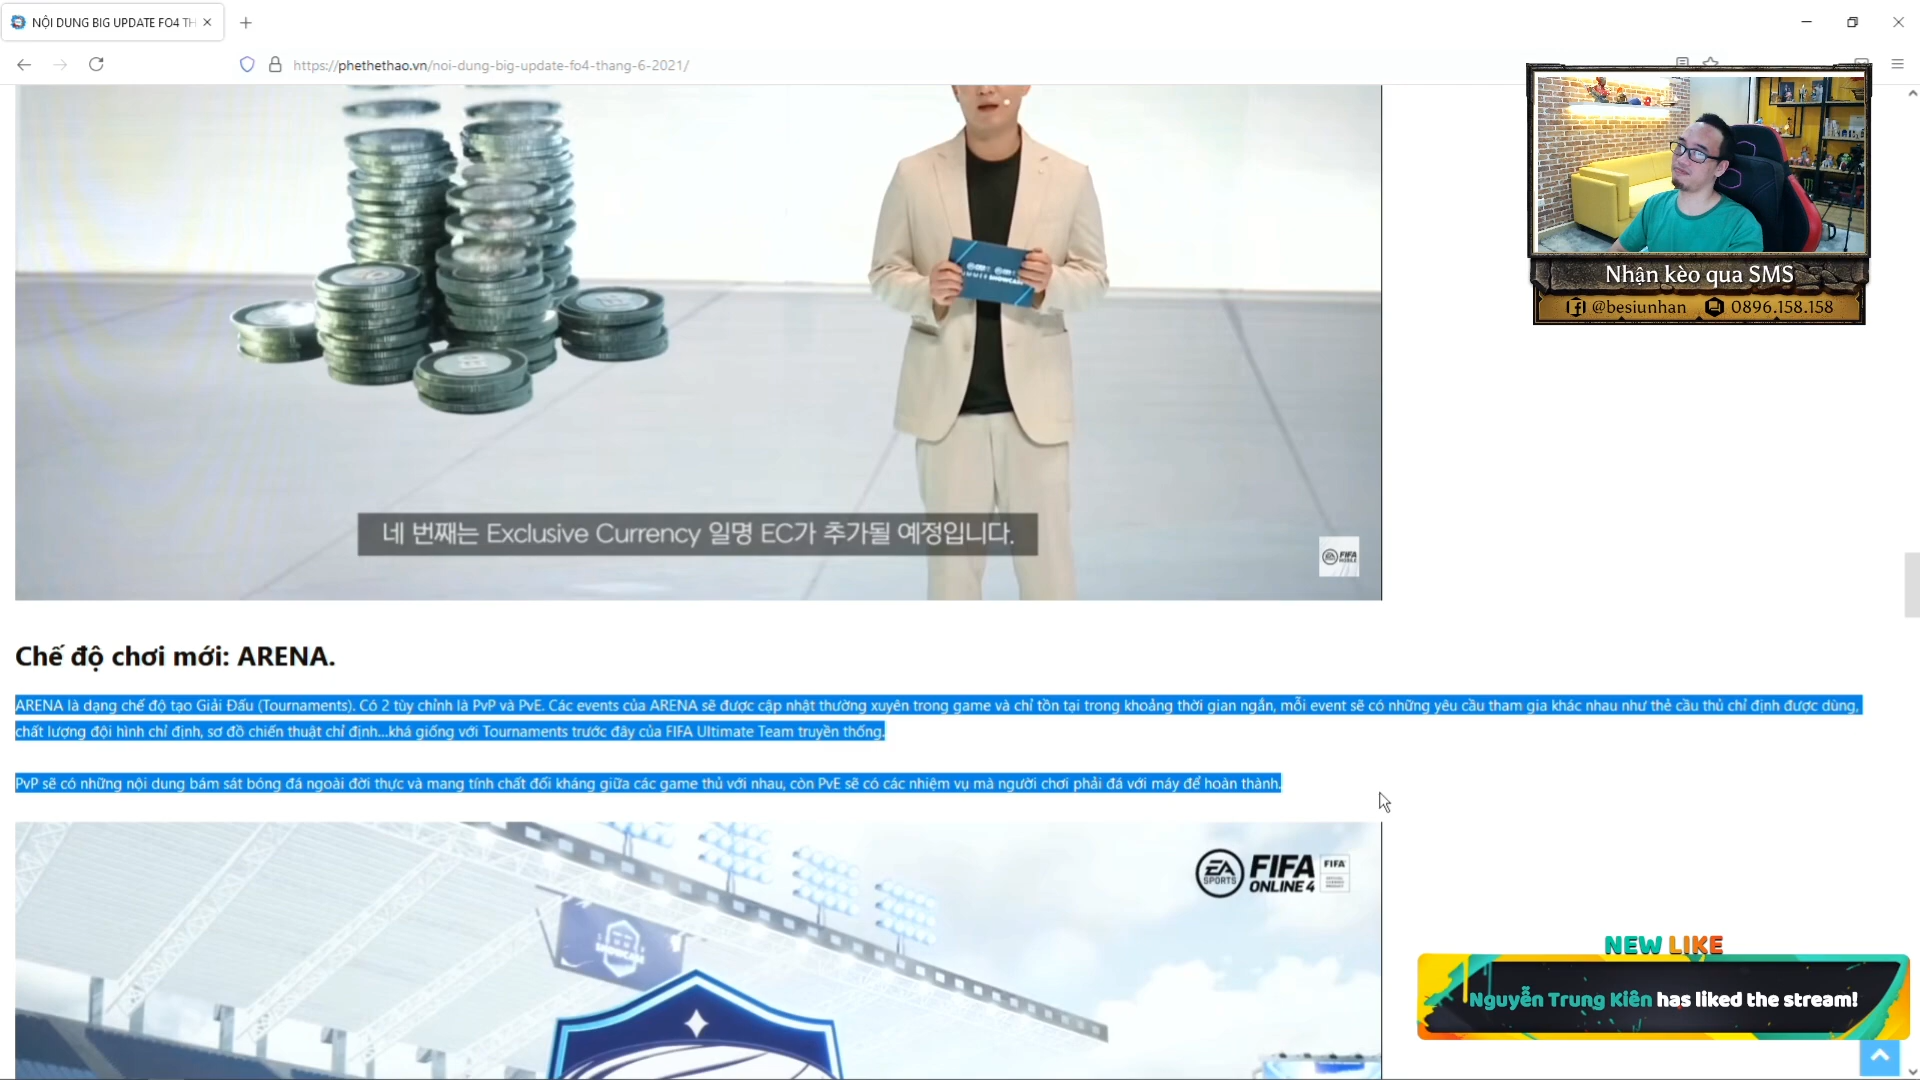 NỘI DUNG BIG UPDATE FO4 TH
https://phethethao.vn/noi-dung-big-update-fo4-thang-6-2021/
Nhận kèo qua SMS
@besiunhan 0896.158.158
SHOWCASE
네 번째는 Exclusive Currency 일명 EC가 추가될 예정입니다.
EA FIFA MOBILE
Chế độ chơi mới: ARENA.
ARENA là dạng chế độ tạo Giải Đấu (Tournaments). Có 2 tùy chỉnh là PvP và PvE. Các events của ARENA sẽ được cập nhật thường xuyên trong game và chỉ tồn tại trong khoảng thời gian ngắn, mỗi event sẽ có những yêu cầu tham gia khác nhau như thẻ cầu thủ chỉ định được dùng,
chất lượng đội hình chỉ định, sơ đồ chiến thuật chỉ định...khá giống với Tournaments trước đây của FIFA Ultimate Team truyền thống.
PvP sẽ có những nội dung bám sát bóng đá ngoài đời thực và mang tính chất đối kháng giữa các game thủ với nhau, còn PvE sẽ có các nhiệm vụ mà người chơi phải đá với máy để hoàn thành.
EA SPORTS FIFA ONLINE 4 FIFA
SHOWCASE
NEW LIKE
Nguyễn Trung Kiên has liked the stream!